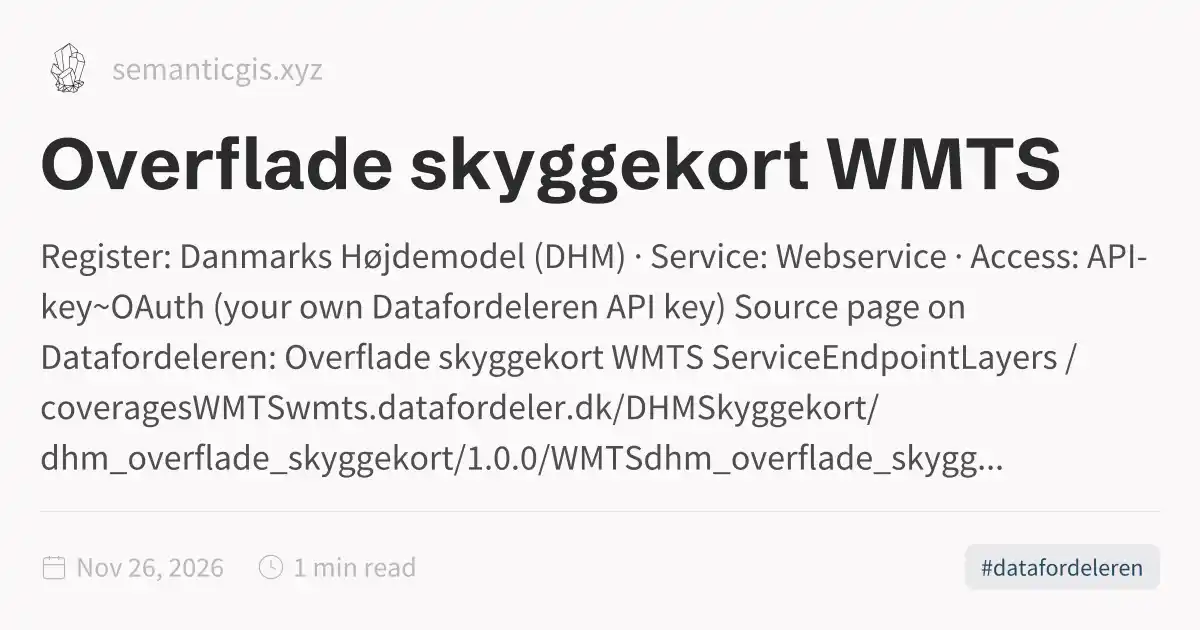 semanticgis.xyz
Overflade skyggekort WMTS
Register: Danmarks Højdemodel (DHM) · Service: Webservice · Access: API-
key~OAuth (your own Datafordeleren API key) Source page on
Datafordeleren: Overflade skyggekort WMTS ServiceEndpointLayers /
coveragesWMTSwmts.datafordeler.dk/DHMSkyggekort/
dhm_overflade_skyggekort/1.0.0/WMTSdhm_overflade_skygg...
Nov 26, 2026 1 min read #datafordeleren